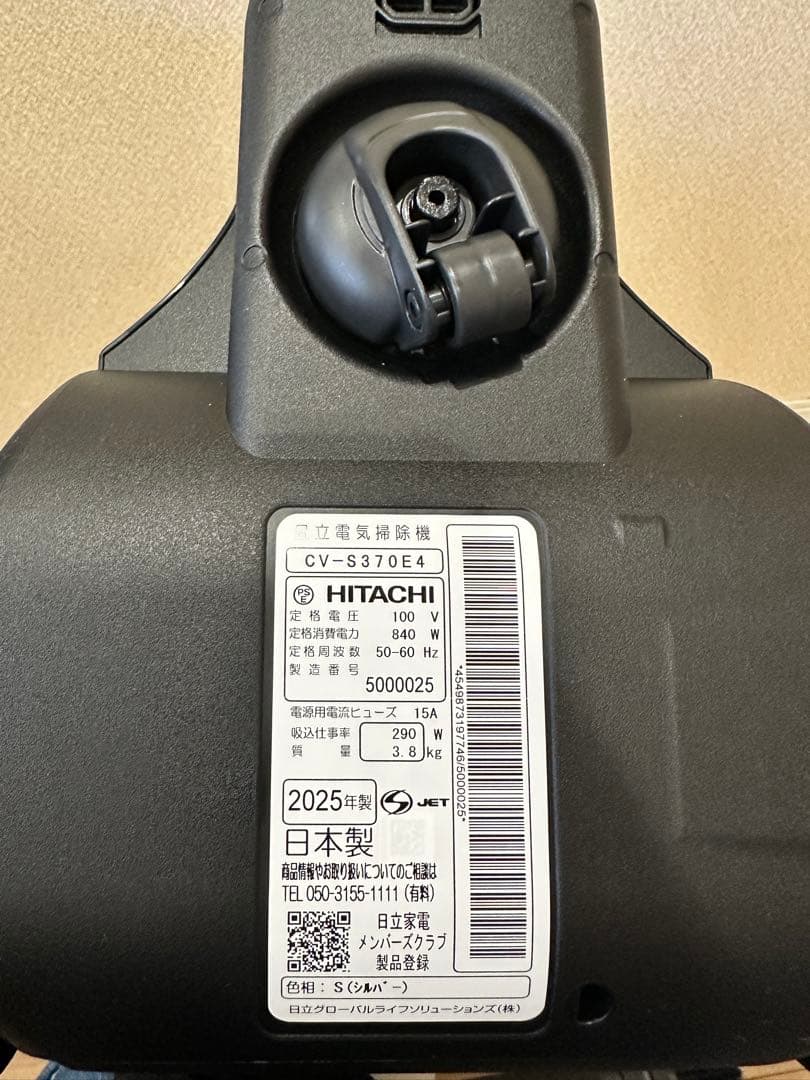 日立電気掃除機
CV-S370E4
PS
E
HITACHI
定格電圧 100 V
定格消費電力 840 W
定格周波数 50-60 Hz
製造番号
5000025
電源用電流ヒューズ 15A
吸込仕事率 290 W
質量 3.8 kg
2025年製
JET
日本製
商品情報やお取り扱いについてのご相談は
TEL 050-3155-1111 (有料)
日立家電
メンバーズクラブ
製品登録
色相：S(シルバー)
日立グローバルライフソリューションズ(株)
*4549873197746/5000025*